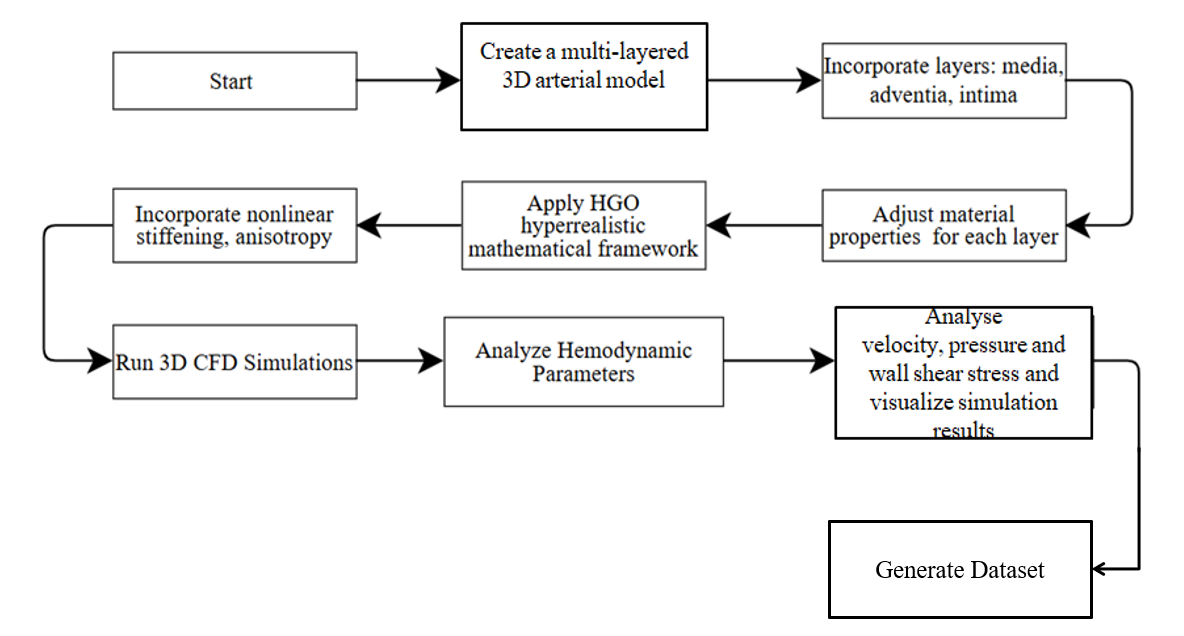 Start
Create a multi-layered
3D arterial model
Incorporate layers: media,
adventia, intima
Adjust material
properties for each layer
Apply HGO
hyperrealistic
mathematical framework
Incorporate nonlinear
stiffening, anisotropy
Run 3D CFD Simulations
Analyze Hemodynamic
Parameters
Analyse
velocity, pressure and
wall shear stress and
visualize simulation
results
Generate Dataset